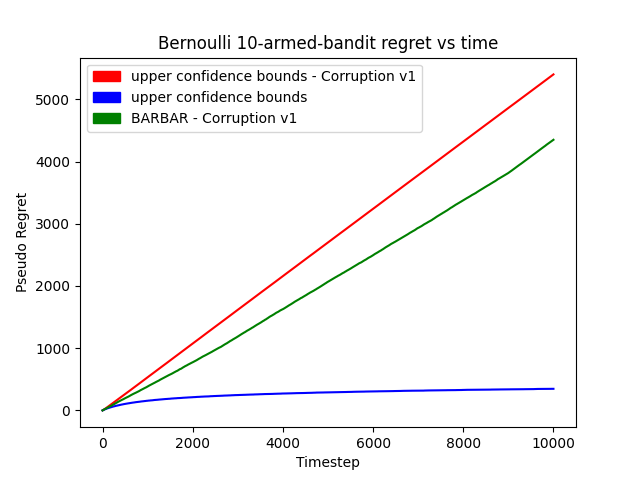 Bernoulli 10-armed-bandit regret vs time
upper confidence bounds - Corruption v1
upper confidence bounds
BARBAR - Corruption v1
Pseudo Regret
5000
4000
3000
2000
1000
0
0 2000 4000 6000 8000 10000
Timestep